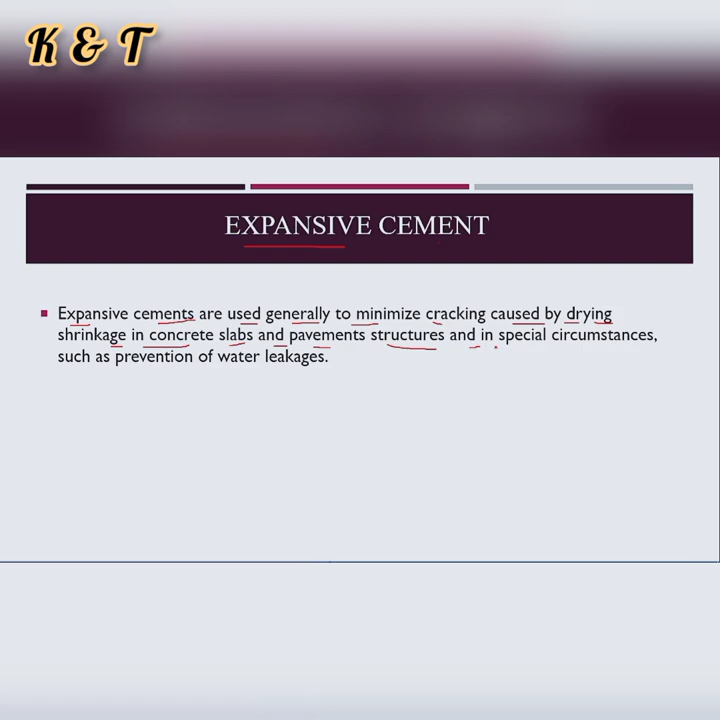 K & T
EXPANSIVE CEMENT
Expansive cements are used generally to minimize cracking caused by drying
shrinkage in concrete slabs and pavements structures and in special circumstances,
such as prevention of water leakages.